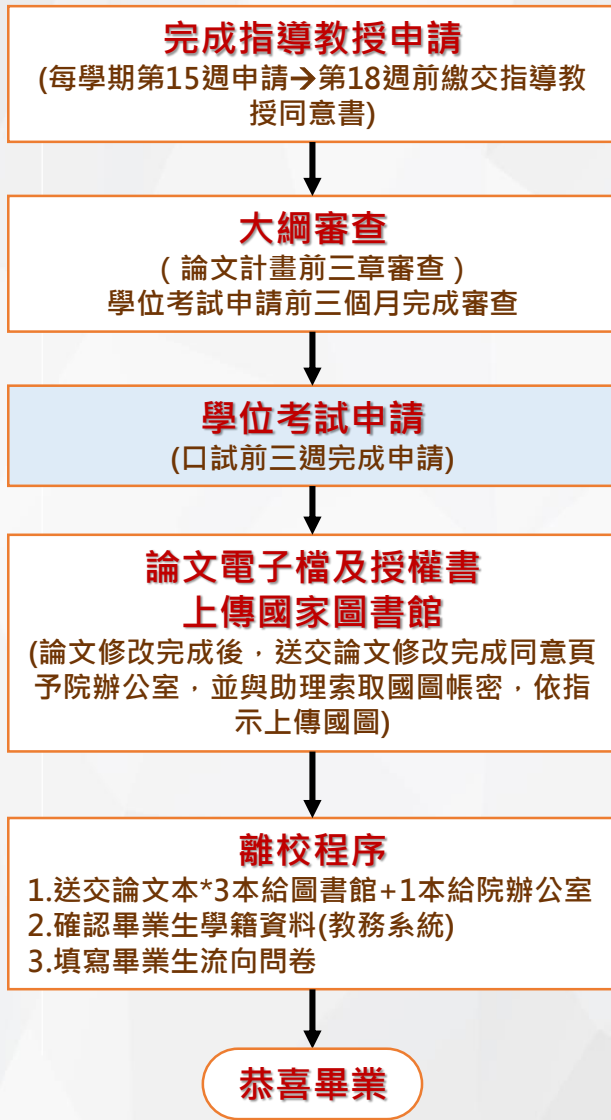 完成指導教授申請
(每學期第15週申請→第18週前繳交指導教
授同意書)
大綱審查
(論文計畫前三章審查)
學位考試申請前三個月完成審查
學位考試申請
(口試前三週完成申請)
論文電子檔及授權書
上傳國家圖書館
(論文修改完成後，送交論文修改完成同意頁
予院辦公室，並與助理索取國圖帳密，依指
示上傳國圖)
離校程序
1.送交論文本*3本給圖書館+1本給院辦公室
2.確認畢業生學籍資料(教務系統)
3.填寫畢業生流向問卷
恭喜畢業